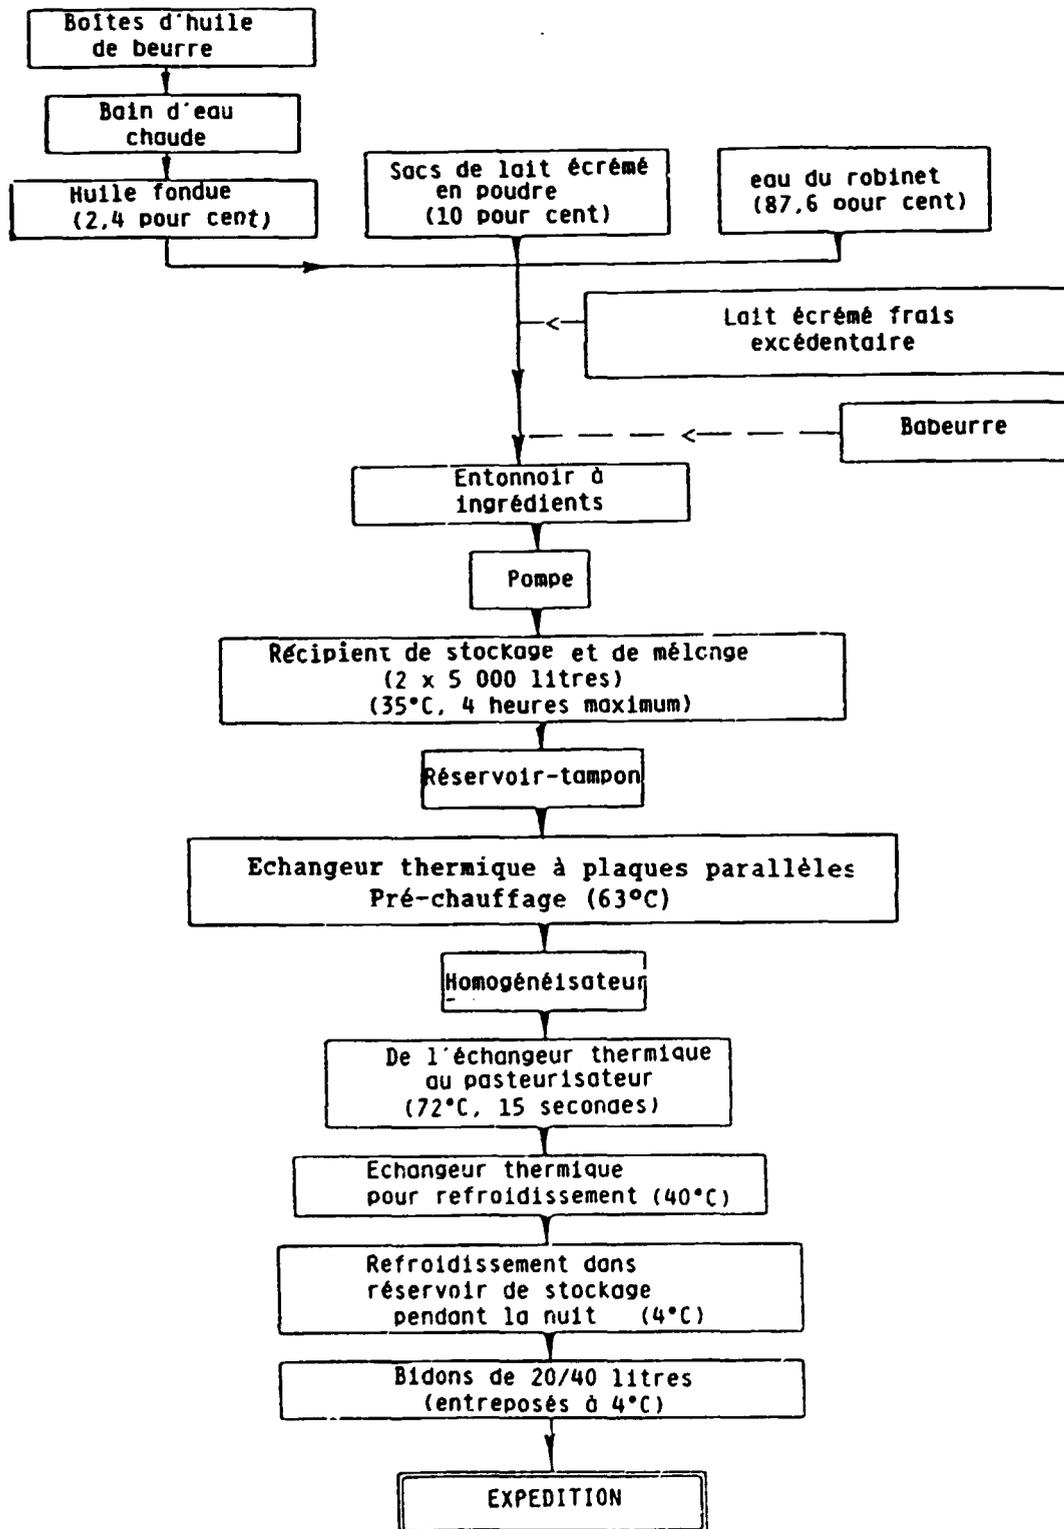 Boîtes d'huile
de beurre
Bain d'eau
chaude
Huile fondue
(2,4 pour cent)
Sacs de lait écrémé
en poudre
(10 pour cent)
eau du robinet
(87,6 pour cent)
Lait écrémé frais
excédentaire
Babeurre
Entonnoir à
ingrédients
Pompe
Récipient de stockage et de mélange
(2 x 5 000 litres)
(35°C, 4 heures maximum)
Réservoir-tampon
Echangeur thermique à plaques parallèles
Pré-chauffage (63ºC)
Homogénéisateur
De l'échangeur thermique
au pasteurisateur
(72°C, 15 secondes)
Echangeur thermique
pour refroidissement (40°C)
Refroidissement dans
réservoir de stockage
pendant la nuit (4°C)
Bidons de 20/40 litres
(entreposés à 4°C)
EXPEDITION